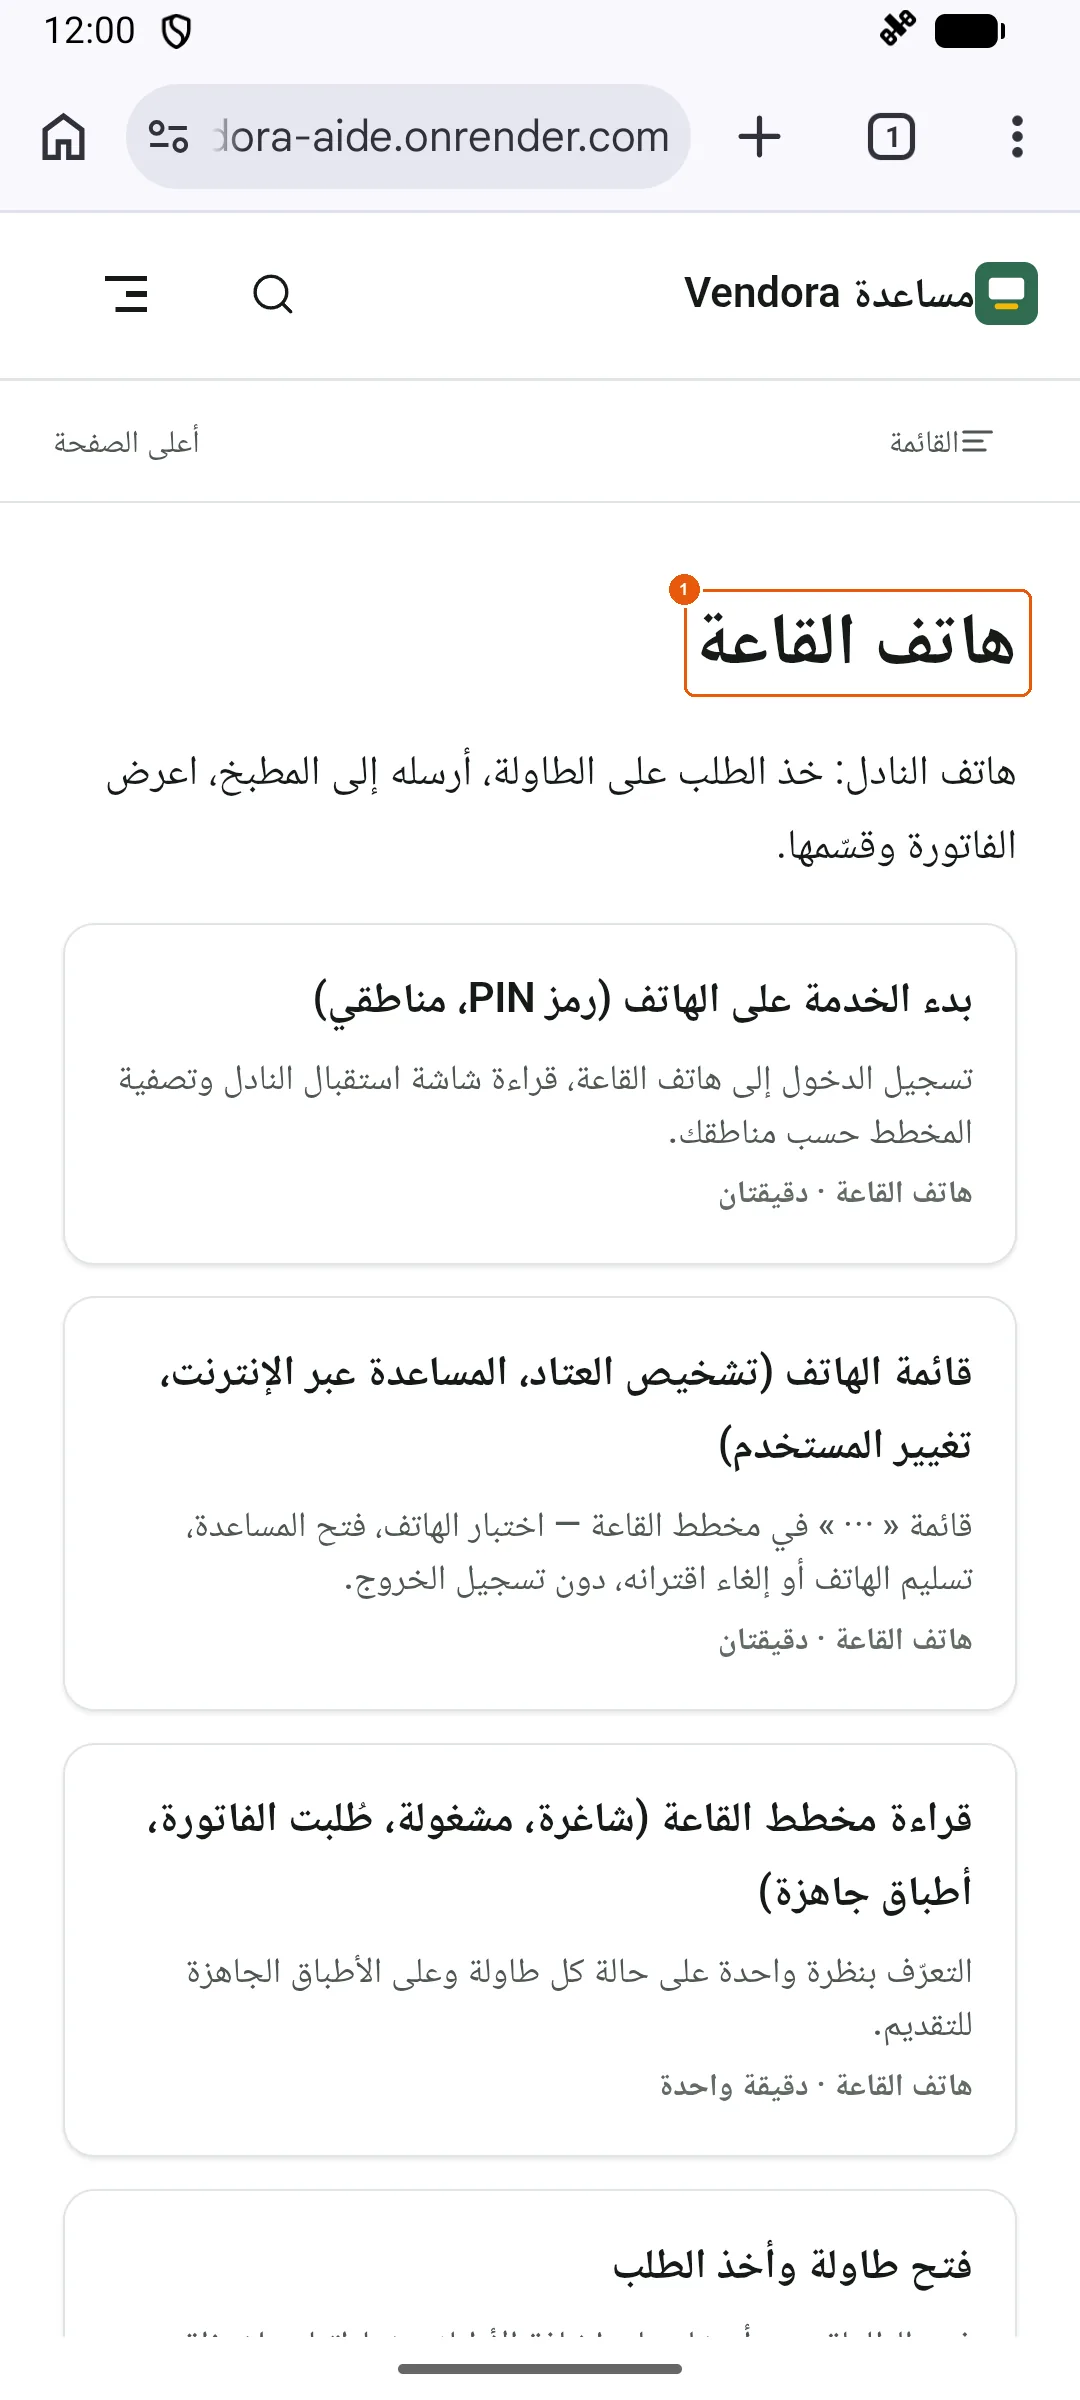 12:00
dora-aide.onrender.com
1
مساعدة Vendora
القائمة
أعلى الصفحة
1
هاتف القاعة
هاتف النادل: خذ الطلب على الطاولة، أرسله إلى المطبخ، اعرض
الفاتورة وقسّمها.
بدء الخدمة على الهاتف (رمز PIN، مناطقي)
تسجيل الدخول إلى هاتف القاعة، قراءة شاشة استقبال النادل وتصفية
المخطط حسب مناطقك.
هاتف القاعة · دقيقتان
قائمة الهاتف (تشخيص العتاد، المساعدة عبر الإنترنت،
تغيير المستخدم)
قائمة « ⋯ » في مخطط القاعة — اختبار الهاتف، فتح المساعدة،
تسليم الهاتف أو إلغاء اقترانه، دون تسجيل الخروج.
هاتف القاعة · دقيقتان
قراءة مخطط القاعة (شاغرة، مشغولة، طُلبت الفاتورة،
أطباق جاهزة)
التعرّف بنظرة واحدة على حالة كل طاولة وعلى الأطباق الجاهزة
للتقديم.
هاتف القاعة · دقيقة واحدة
فتح طاولة وأخذ الطلب